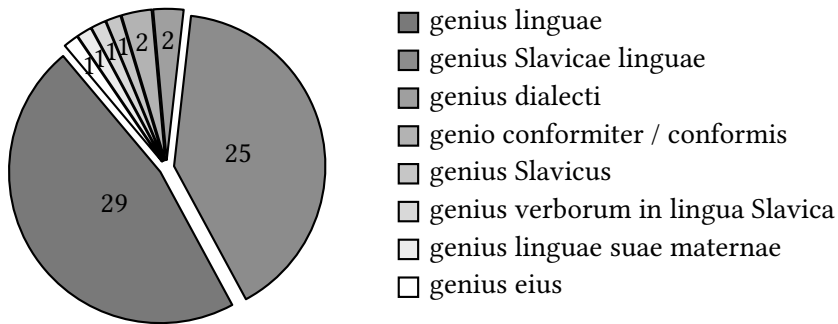 1
1
1
1
2
2
25
29
genius linguae
genius Slavicae linguae
genius dialecti
genio conformiter / conformis
genius Slavicus
genius verborum in lingua Slavica
genius linguae suae maternae
genius eius